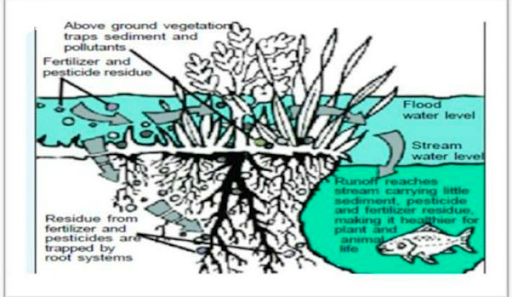 Above ground vegetation
traps sediment and
pollutants
Fertilizer and
pesticide residue
Flood
water level
Stream
water level
Runoff reaches
stream carrying little
sediment, pesticide
and fertilizer residue,
making it healthier for
plant and
animal
life
Residue from
fertilizer and
pesticides are
trapped by
root systems